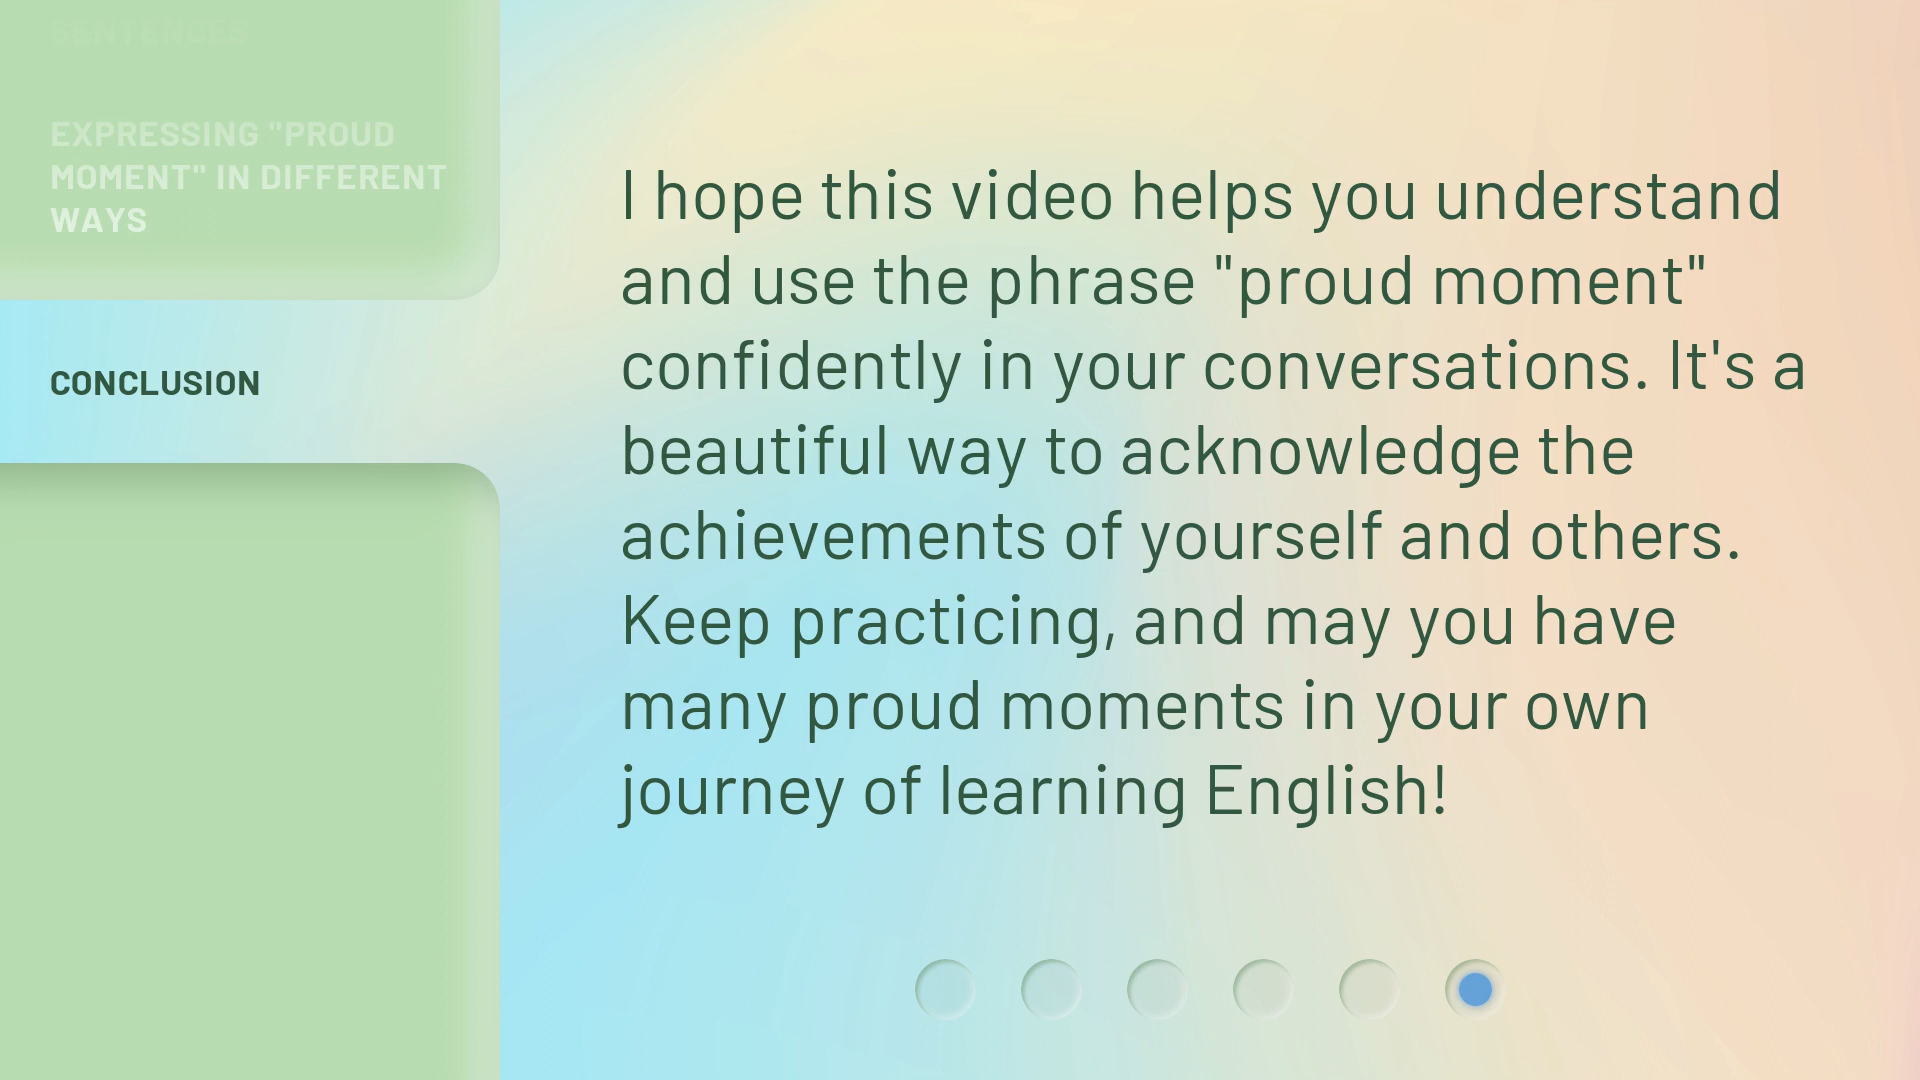 SENTENCES
EXPRESSING "PROUD
MOMENT" IN DIFFERENT
WAYS
CONCLUSION
I hope this video helps you understand
and use the phrase "proud moment"
confidently in your conversations. It's a
beautiful way to acknowledge the
achievements of yourself and others.
Keep practicing, and may you have
many proud moments in your own
journey of learning English!